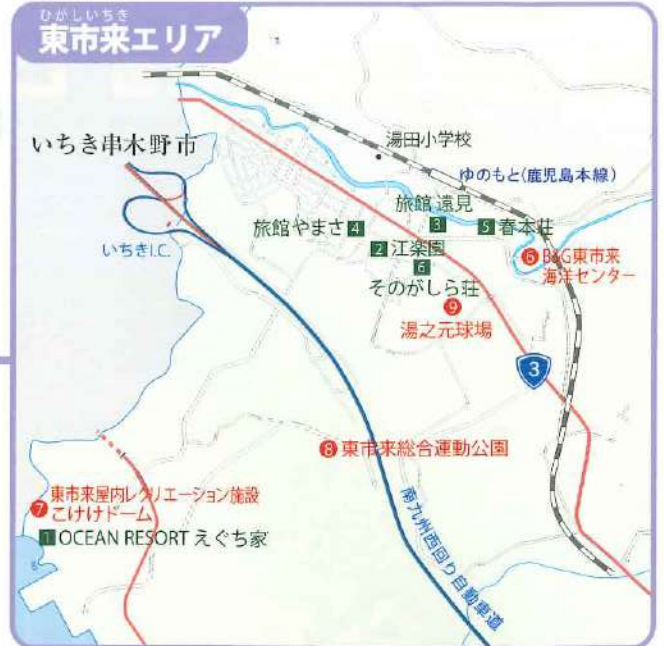 ひがしいちき
東市来エリア
いちき串木野市
湯田小学校
ゆのもと(鹿児島本線)
旅館 遠見
3
旅館 やまさ 4
5 春本荘
いちきI.C.
2 江楽園
6
そのがしら荘
6 B&G東市来
海洋センター
9
湯之元球場
3
8 東市来総合運動公園
7 東市来屋内レクリエーション施設
こけけドーム
1 OCEAN RESORT えぐち家
南九州西回り自動車道